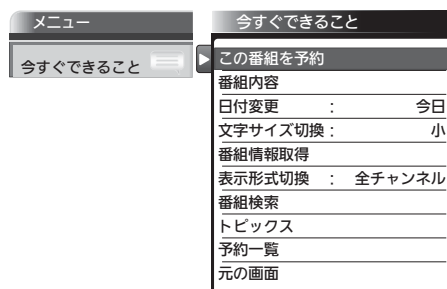 メニュー
今すぐできること
今すぐできること
この番組を予約
番組内容
日付変更 : 今日
文字サイズ切換 : 小
番組情報取得
表示形式切換 : 全チャンネル
番組検索
トピックス
予約一覧
元の画面